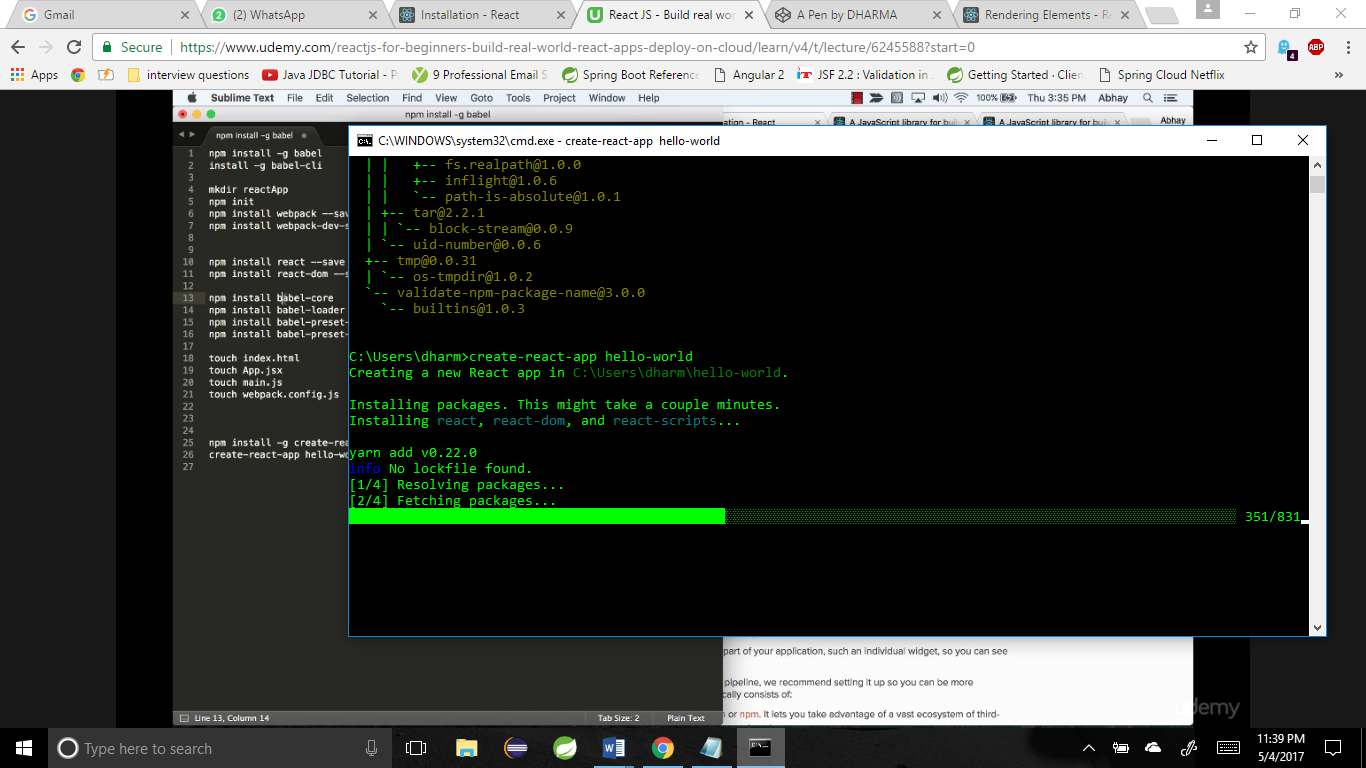 Gmail
(2) WhatsApp
Installation - React
React JS - Build real wor
A Pen by DHARMA
Rendering Elements - Re
Secure
https://www.udemy.com/reactjs-for-beginners-build-real-world-react-apps-deploy-on-cloud/learn/v4/t/lecture/6245588?start=0
4
ABP
Apps
interview questions
Java JDBC Tutorial - P
9 Professional Email S
Spring Boot Reference
Angular 2
JSF 2.2 : Validation in
Getting Started · Clien
Spring Cloud Netflix
»
Sublime Text File Edit Selection Find View Goto Tools Project Window Help
100% Thu 3:35 PM Abhay
npm install -g babel
ation - React
A JavaScript library for buil
A JavaScript library for buil
Abhay
npm install -g babel
1 npm install -g babel
2 install -g babel-cli
3
4 mkdir reactApp
5 npm init
6 npm install webpack --sav
7 npm install webpack-dev-s
8
9
10 npm install react --save
11 npm install react-dom --s
12
13 npm install babel-core
14 npm install babel-loader
15 npm install babel-preset-
16 npm install babel-preset-
17
18 touch index.html
19 touch App.jsx
20 touch main.js
21 touch webpack.config.js
22
23
24
25 npm install -g create-rea
26 create-react-app hello-wo
27
C:\WINDOWS\system32\cmd.exe - create-react-app hello-world
| | +-- fs.realpath@1.0.0
| | +-- inflight@1.0.6
| | `-- path-is-absolute@1.0.1
| +-- tar@2.2.1
| | `-- block-stream@0.0.9
| `-- uid-number@0.0.6
+-- tmp@0.0.31
| `-- os-tmpdir@1.0.2
`-- validate-npm-package-name@3.0.0
`-- builtins@1.0.3
C:\Users\dharm>create-react-app hello-world
Creating a new React app in C:\Users\dharm\hello-world.
Installing packages. This might take a couple minutes.
Installing react, react-dom, and react-scripts...
yarn add v0.22.0
info No lockfile found.
[1/4] Resolving packages...
[2/4] Fetching packages...
351/831
part of your application, such an individual widget, so you can see
pipeline, we recommend setting it up so you can be more
cally consists of:
or npm. It lets you take advantage of a vast ecosystem of third-
udemy
Line 13, Column 14
Tab Size: 2
Plain Text
Type here to search
11:39 PM
5/4/2017